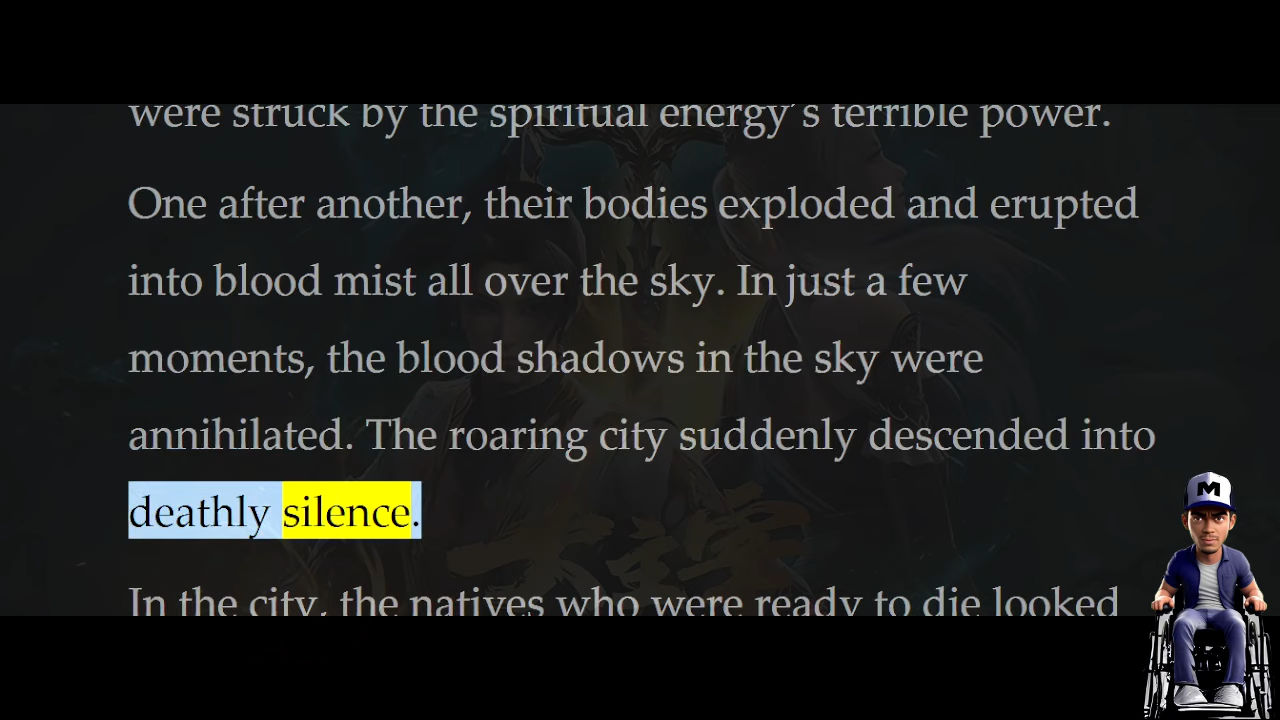 were struck by the spiritual energy’s terrible power.
One after another, their bodies exploded and erupted
into blood mist all over the sky. In just a few
moments, the blood shadows in the sky were
annihilated. The roaring city suddenly descended into
deathly silence.
In the city, the natives who were ready to die looked
M